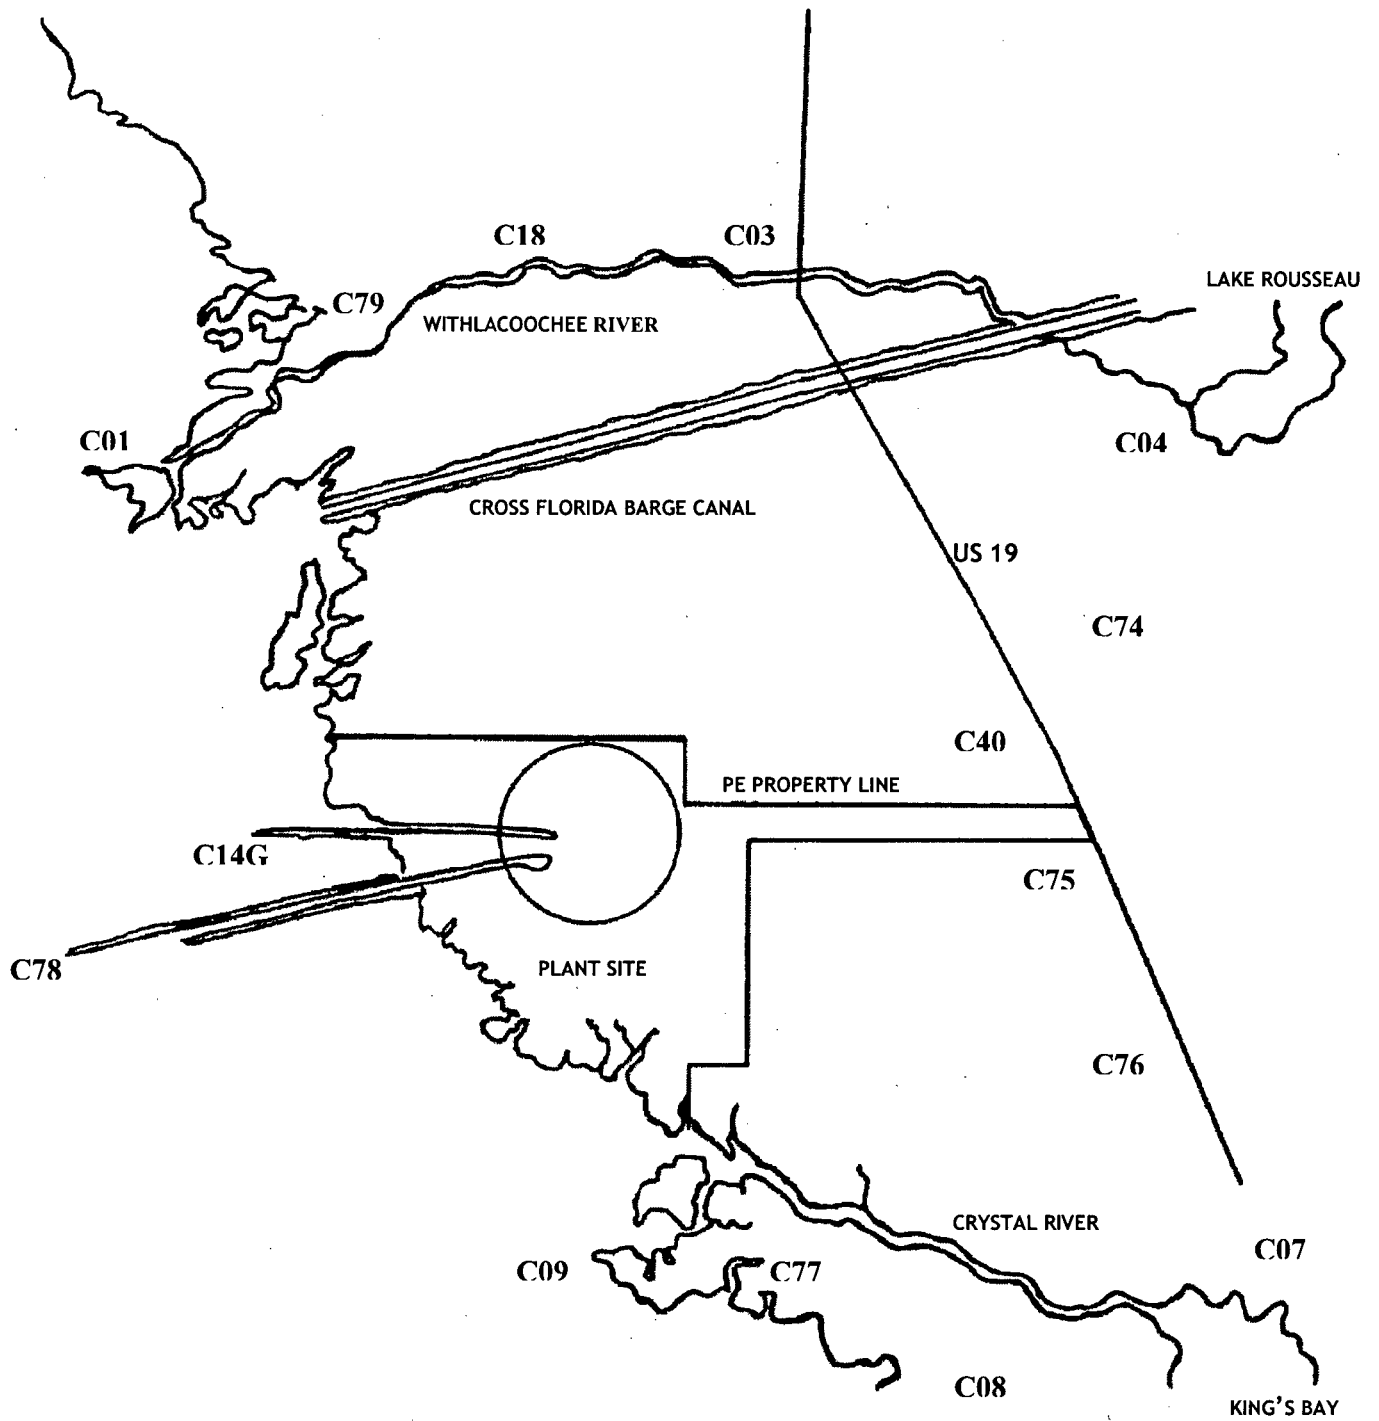 C18
C03
LAKE ROUSSEAU
C79
WITHLACOOCHEE RIVER
C01
C04
CROSS FLORIDA BARGE CANAL
US 19
C74
C40
PE PROPERTY LINE
C14G
C75
C78
PLANT SITE
C76
CRYSTAL RIVER
C07
C09
C77
C08
KING'S BAY